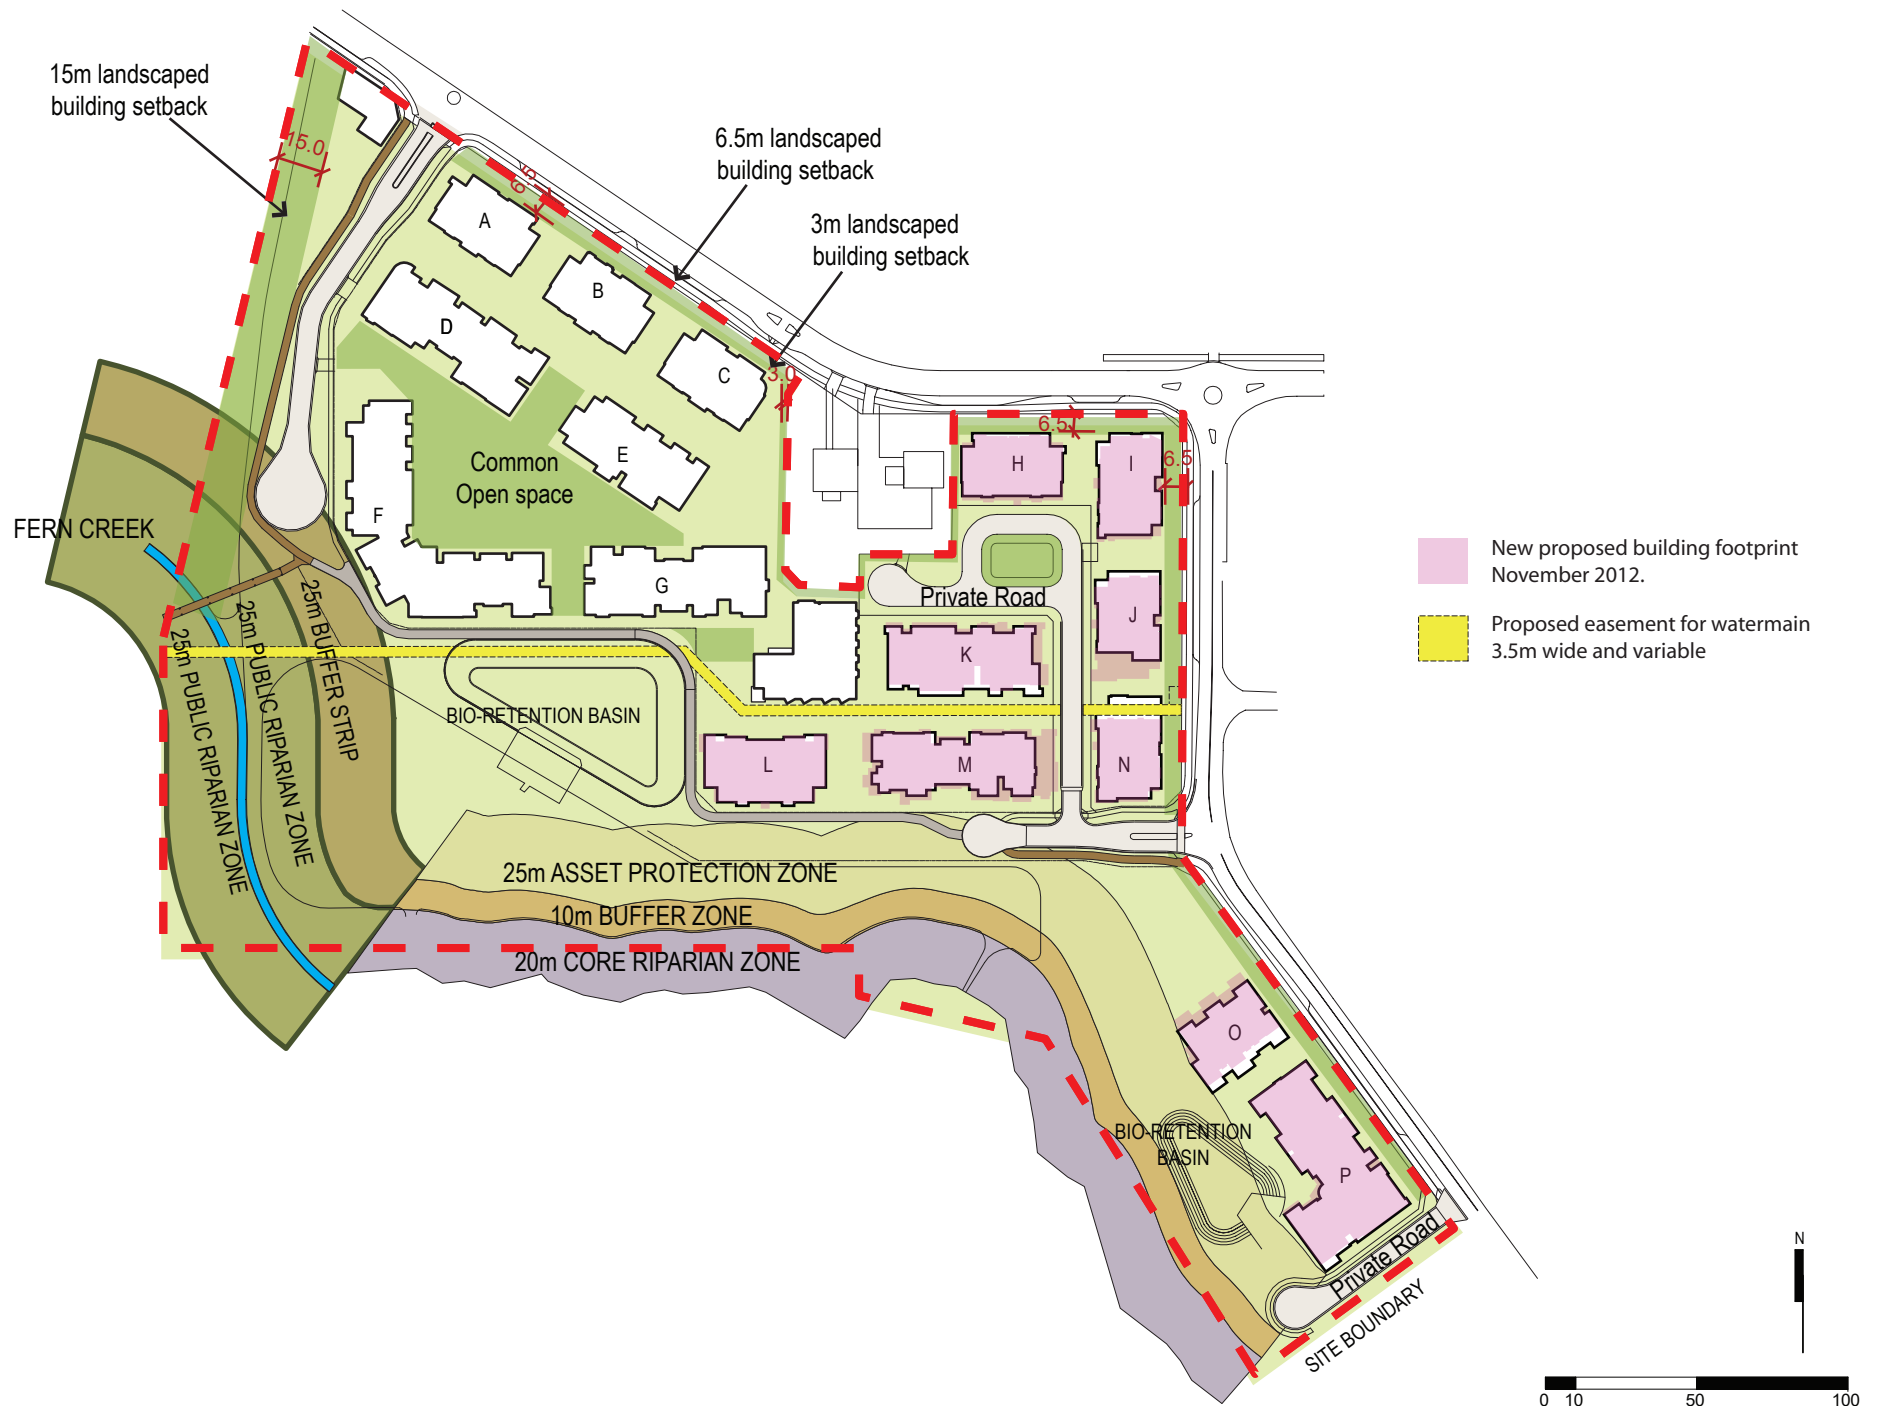 15m landscaped
building setback
15.0
6.5m landscaped
building setback
6.5
3m landscaped
building setback
3.0
A
B
C
D
E
F
G
Common
Open space
6.5
6.5
H
I
J
K
L
M
N
O
P
Private Road
FERN CREEK
25m PUBLIC RIPARIAN ZONE
25m PUBLIC RIPARIAN ZONE
25m BUFFER STRIP
BIO-RETENTION BASIN
25m ASSET PROTECTION ZONE
10m BUFFER ZONE
20m CORE RIPARIAN ZONE
BIO-RETENTION
BASIN
Private Road
SITE BOUNDARY
New proposed building footprint
November 2012.
Proposed easement for watermain
3.5m wide and variable
N
0 10 50 100